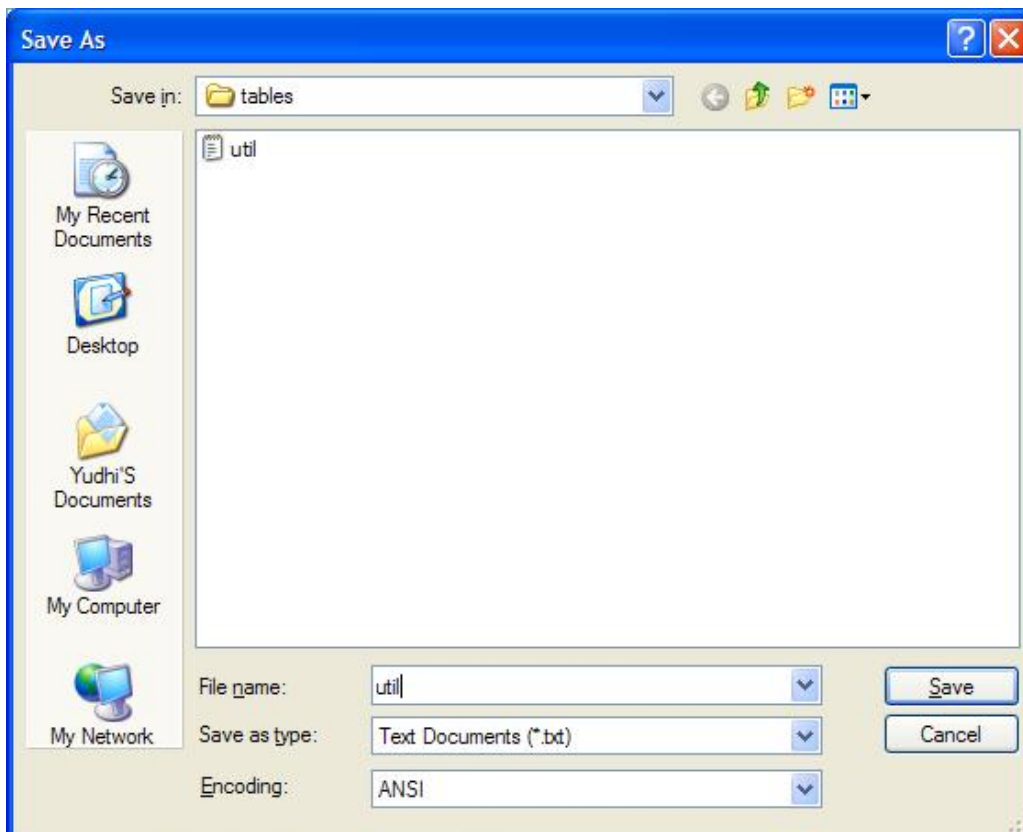 Save As
Save in:
tables
util
My Recent
Documents
Desktop
Yudhi'S
Documents
My Computer
My Network
File name:
util
Save
Save as type:
Text Documents (*.txt)
Cancel
Encoding:
ANSI